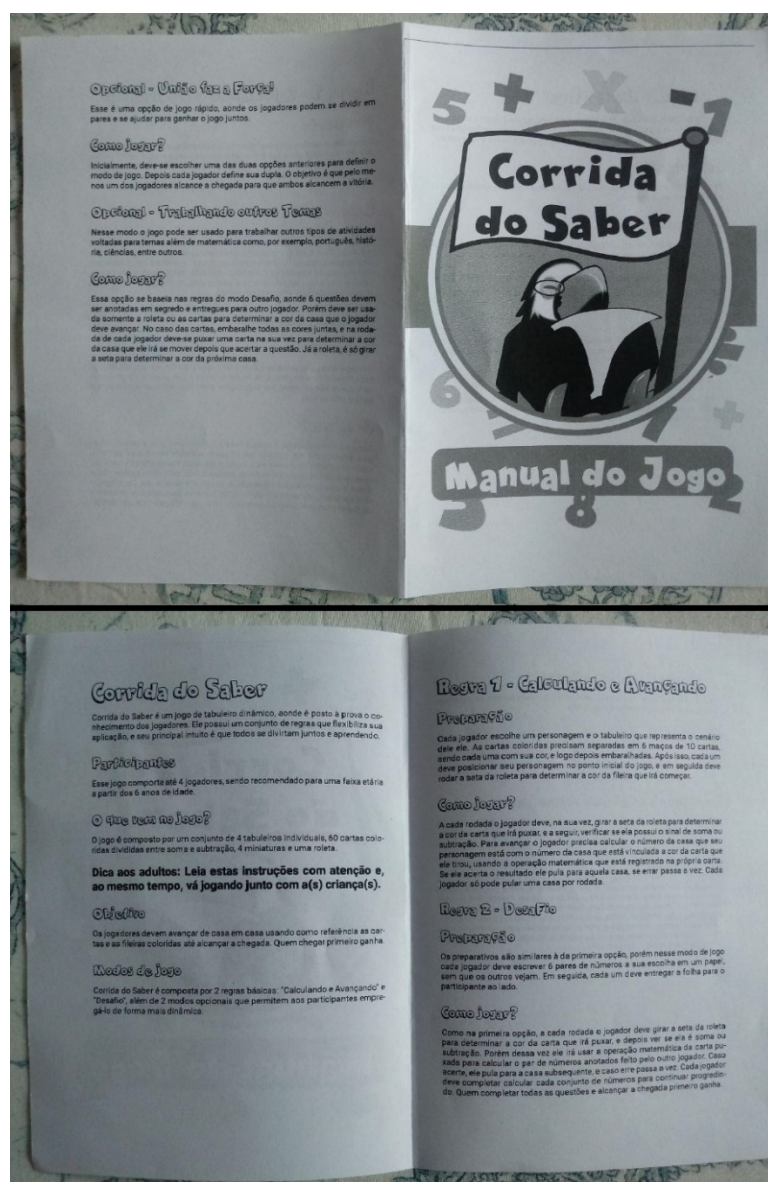 Opcional - União faz a Força!
Esse é uma opção de jogo rápido, aonde os jogadores podem se dividir em
pares e se ajudar para ganhar o jogo juntos.
Como jogar?
Inicialmente, deve-se escolher uma das duas opções anteriores para definir o
modo de jogo. Depois cada jogador define sua dupla. O objetivo é que pelo me-
nos um dos jogadores alcance a chegada para que ambos alcancem a vitória.
Opcional - Trabalhando outros Temas
Nesse modo o jogo pode ser usado para trabalhar outros tipos de atividades
voltadas para temas além de matemática como, por exemplo, português, histó-
ria, ciências, entre outros.
Como jogar?
Essa opção se baseia nas regras do modo Desafio, aonde 6 questões devem
ser anotadas em segredo e entregues para outro jogador. Porém deve ser usa-
da somente a roleta ou as cartas para determinar a cor da casa que o jogador
deve avançar. No caso das cartas, embaralhe todas as cores juntas, e na roda-
da de cada jogador deve-se puxar uma carta na sua vez para determinar a cor
da casa que ele irá se mover depois que acertar a questão. Já a roleta, é só girar
a seta para determinar a cor da próxima casa.
5 + X - 1
Corrida
do Saber
6
Manual do Jogo
8
2
Corrida do Saber
Corrida do Saber é um jogo de tabuleiro dinâmico, aonde é posto à prova o co-
nhecimento dos jogadores. Ele possui um conjunto de regras que flexibiliza sua
aplicação, e seu principal intuito é que todos se divirtam juntos e aprendendo.
Participantes
Esse jogo comporte até 4 jogadores, sendo recomendado para uma faixa etária
a partir dos 6 anos de idade.
O que vem no jogo?
O jogo é composto por um conjunto de 4 tabuleiros individuais, 60 cartas colo-
ridas divididas entre soma e subtração, 4 miniaturas e uma roleta.
Dica aos adultos: Leia estas instruções com atenção e,
ao mesmo tempo, vá jogando junto com a(s) criança(s).
Objetivo
Os jogadores devem avançar de casa em casa usando como referência as car-
tas e as fileiras coloridas até alcançar a chegada. Quem chegar primeiro ganha.
Modos de jogo
Corrida do Saber é composta por 2 regras básicas: "Calculando e Avançando" e
"Desafio", além de 2 modos opcionais que permitem aos participantes empre-
gá-lo de forma mais dinâmica.
Regra 1 - Calculando e Avançando
Preparação
Cada jogador escolhe um personagem e o tabuleiro que representa o cenário
dele ele. As cartas coloridas precisam separadas em 6 maços de 10 cartas,
sendo cada uma com sua cor, e logo depois embaralhadas. Após isso, cada um
deve posicionar seu personagem no ponto inicial do jogo, e em seguida deve
rodar a seta da roleta para determinar a cor da fileira que irá começar.
Como jogar?
A cada rodada o jogador deve, na sua vez, girar a seta da roleta para determinar
a cor da carta que irá puxar, e a seguir, verificar se ela possui o sinal de soma ou
subtração. Para avançar o jogador precisa calcular o número da casa que seu
personagem está com o número da casa que está vinculada a cor da carta que
ele tirou, usando a operação matemática que está registrada na própria carta.
Se ele acerta o resultado ele pula para aquela casa, se errar passa a vez. Cada
jogador só pode pular uma casa por rodada.
Regra 2 - Desafio
Preparação
Os preparativos são similares à da primeira opção, porém nesse modo de jogo
cada jogador deve escrever 6 pares de números a sua escolha em um papel,
sem que os outros vejam. Em seguida, cada um deve entregar a folha para o
participante ao lado.
Como jogar?
Como na primeira opção, a cada rodada o jogador deve girar a seta da roleta
para determinar a cor da carta que irá puxar, e depois ver se ela é soma ou
subtração. Porém dessa vez ele irá usar a operação matemática da carta pu-
xada para calcular o par de números anotados feito pelo outro jogador. Caso
acerte, ele pula para a casa subsequente, e caso erre passa a vez. Cada jogador
deve completar calcular cada conjunto de números para continuar progredin-
do. Quem completar todas as questões e alcançar a chegada primeiro ganha.